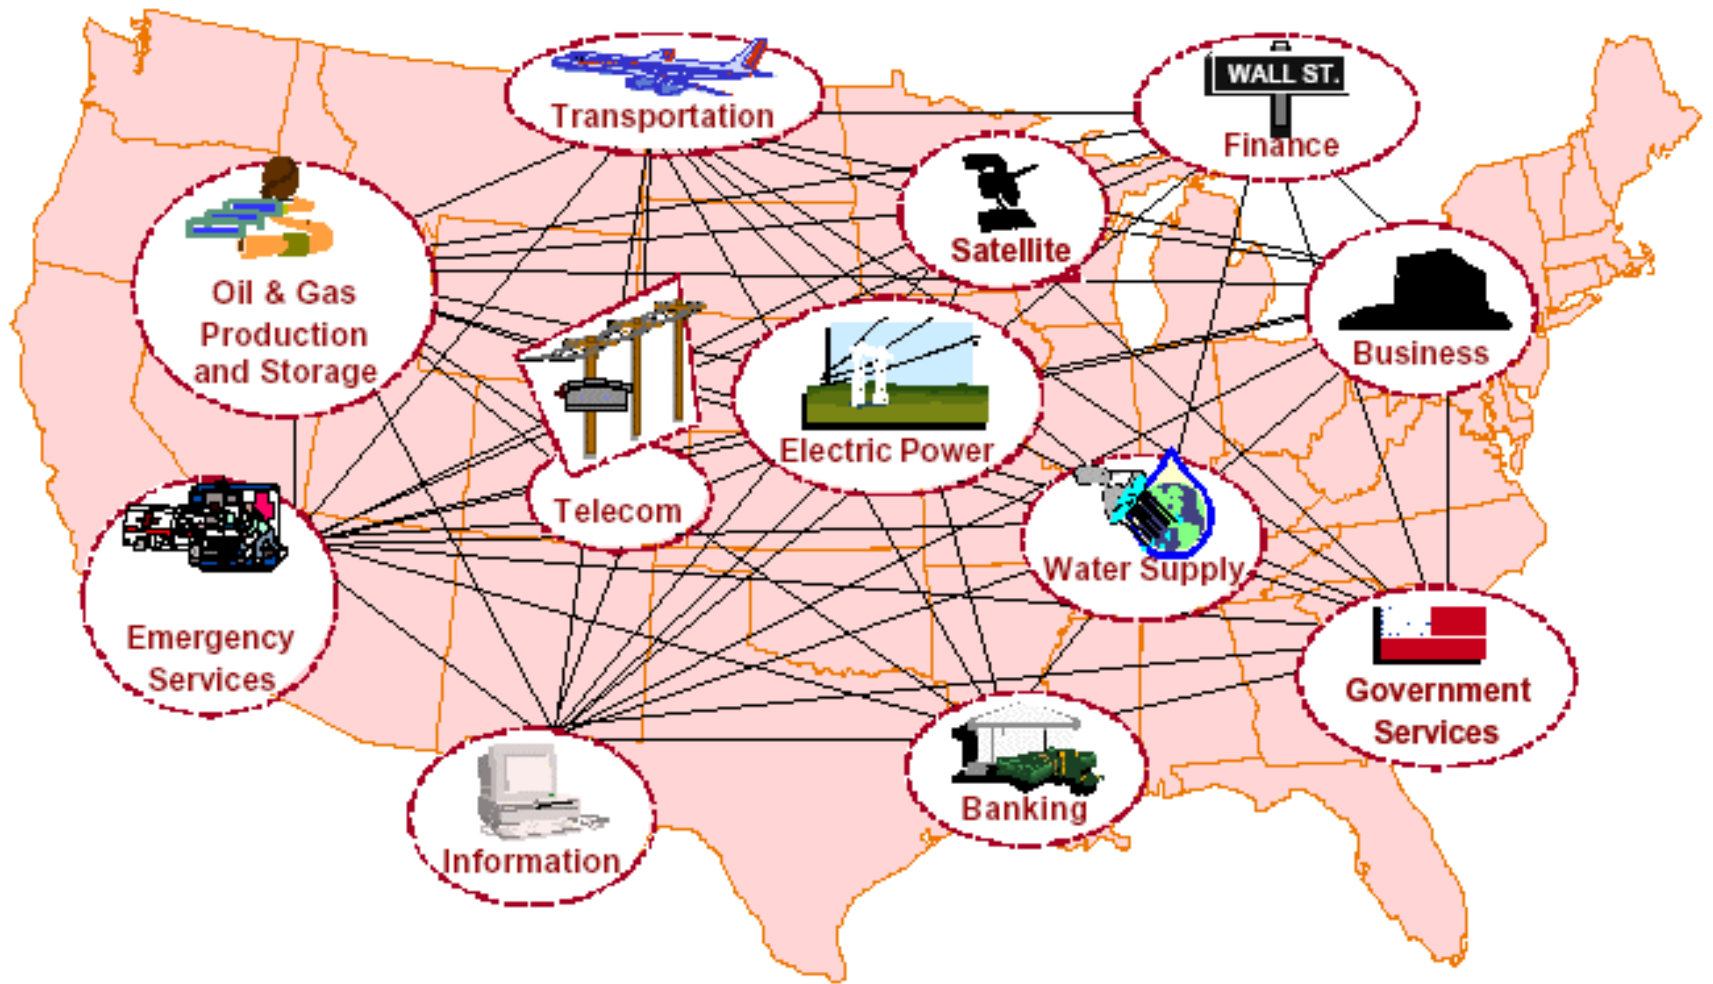 Transportation
WALL ST.
Finance
Satellite
Oil & Gas
Production
and Storage
Business
Electric Power
Telecom
Water Supply
Emergency
Services
Government
Services
Banking
Information